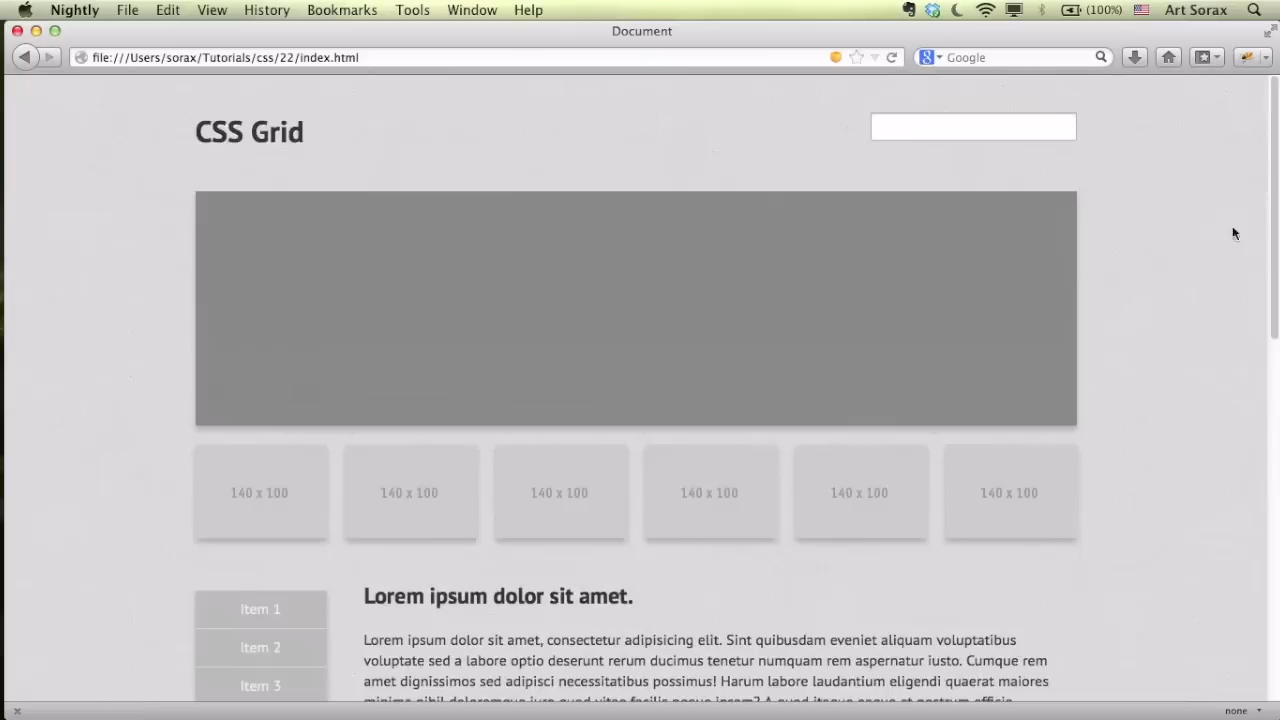 Nightly File Edit View History Bookmarks Tools Window Help (100%) Art Sorax
Document
file:///Users/sorax/Tutorials/css/22/index.html
Google
CSS Grid
140 x 100 140 x 100 140 x 100 140 x 100 140 x 100 140 x 100
Item 1
Item 2
Item 3
Lorem ipsum dolor sit amet.
Lorem ipsum dolor sit amet, consectetur adipisicing elit. Sint quibusdam eveniet aliquam voluptatibus
voluptate sed a labore optio deserunt rerum ducimus tenetur numquam rem aspernatur iusto. Cumque rem
amet dignissimos sed adipisci necessitatibus possimus! Harum labore laudantium eligendi quaerat maiores
none